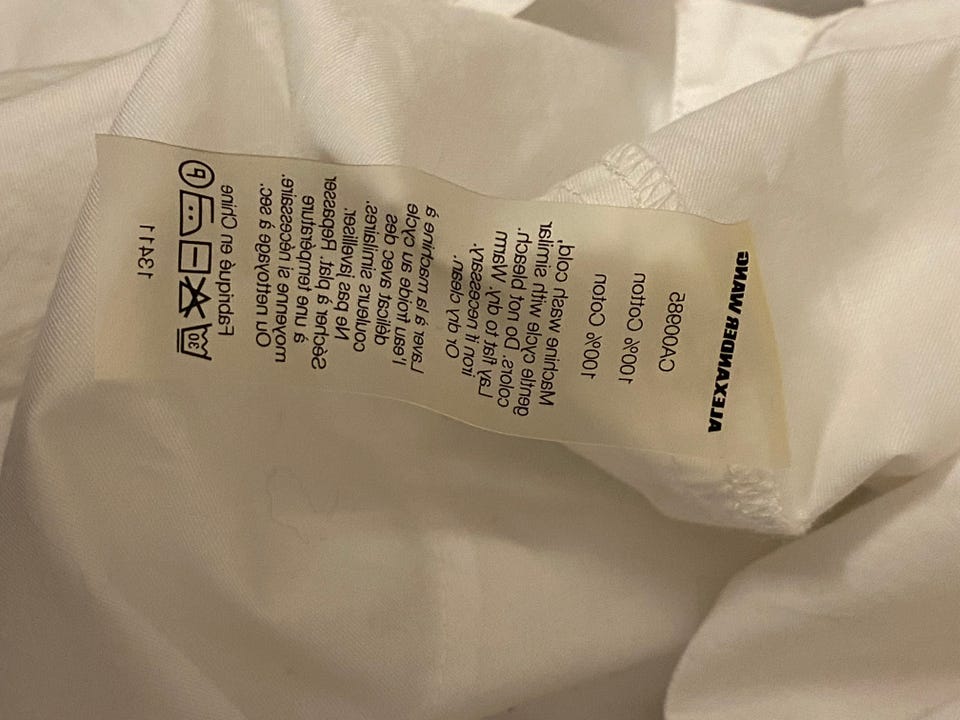 ALEXANDER WANG
CA00985
100% Cotton
100% Coton
Machine wash cold,
gentle cycle with similar
colors. Do not bleach.
Lay flat to dry. Warm
iron if necessary.
Or dry clean.
Laver à la machine à
l'eau froide au cycle
délicat avec des
couleurs similaires.
Ne pas javelliser.
Sécher à plat. Repasser
à une température
moyenne si nécessaire.
Ou nettoyage à sec.
Fabriqué en Chine
30 P
13411